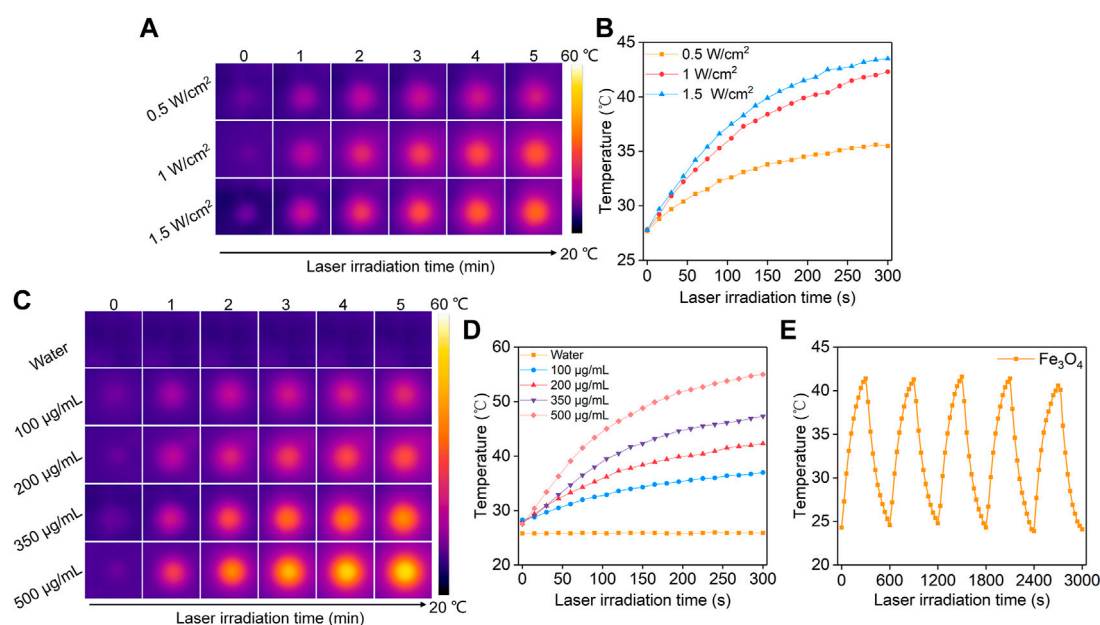 A
0 1 2 3 4 5 60 ℃
0.5 W/cm²
1 W/cm²
1.5 W/cm²
20 ℃
Laser irradiation time (min)
B
45
40
35
30
25
Temperature (℃)
0.5 W/cm²
1 W/cm²
1.5 W/cm²
0 50 100 150 200 250 300
Laser irradiation time (s)
C
0 1 2 3 4 5 60 ℃
Water
100 µg/mL
200 µg/mL
350 µg/mL
500 µg/mL
20 ℃
Laser irradiation time (min)
D
60
50
40
30
20
Temperature (℃)
Water
100 µg/mL
200 µg/mL
350 µg/mL
500 µg/mL
0 50 100 150 200 250 300
Laser irradiation time (s)
E
45
40
35
30
25
20
Temperature (℃)
Fe₃O₄
0 600 1200 1800 2400 3000
Laser irradiation time (s)